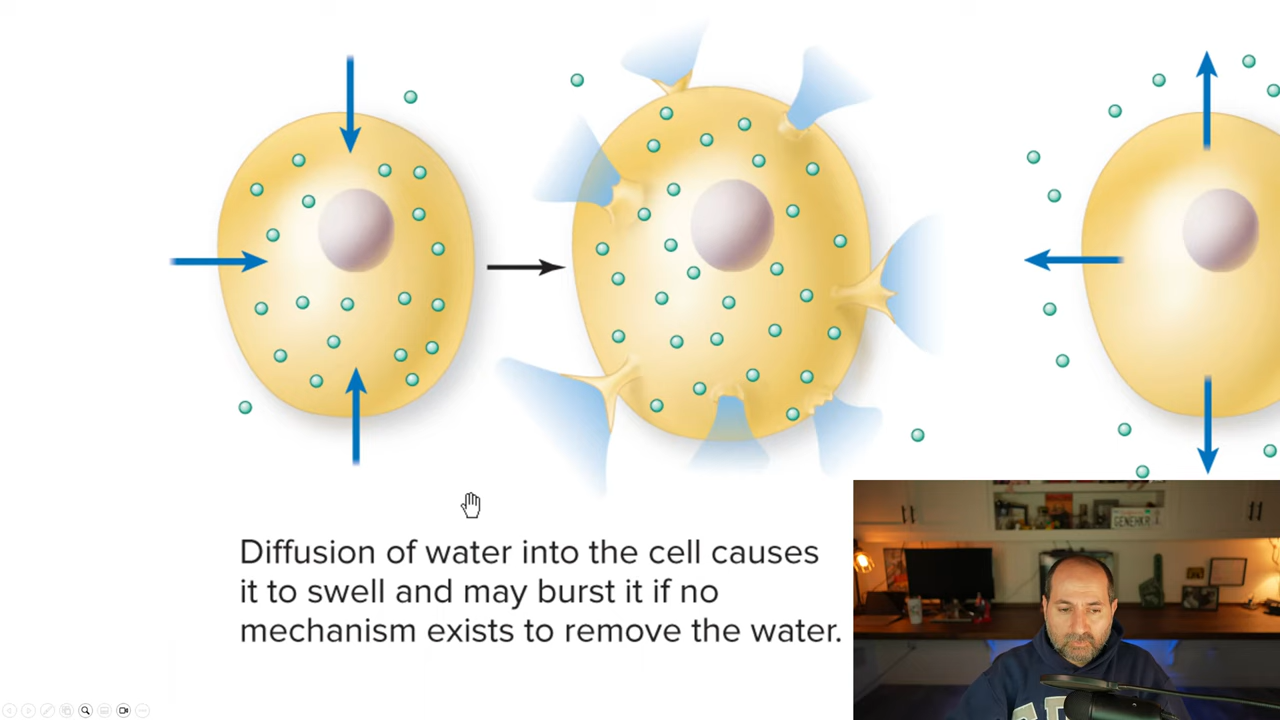 Diffusion of water into the cell causes
it to swell and may burst it if no
mechanism exists to remove the water.
GENEHKR